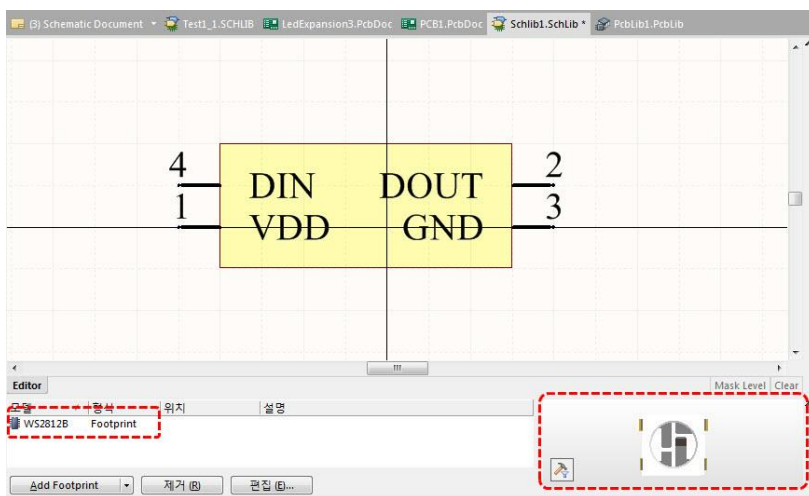 (3) Schematic Document Test1_1.SCHLIB LedExpansion3.PcbDoc PCB1.PcbDoc Schlib1.SchLib * PcbLib1.PcbLib
4 DIN DOUT 2
1 VDD GND 3
Editor Mask Level Clear
모델 형식 위치 설명
WS2812B Footprint
Add Footprint 제거 (R) 편집 (E)...